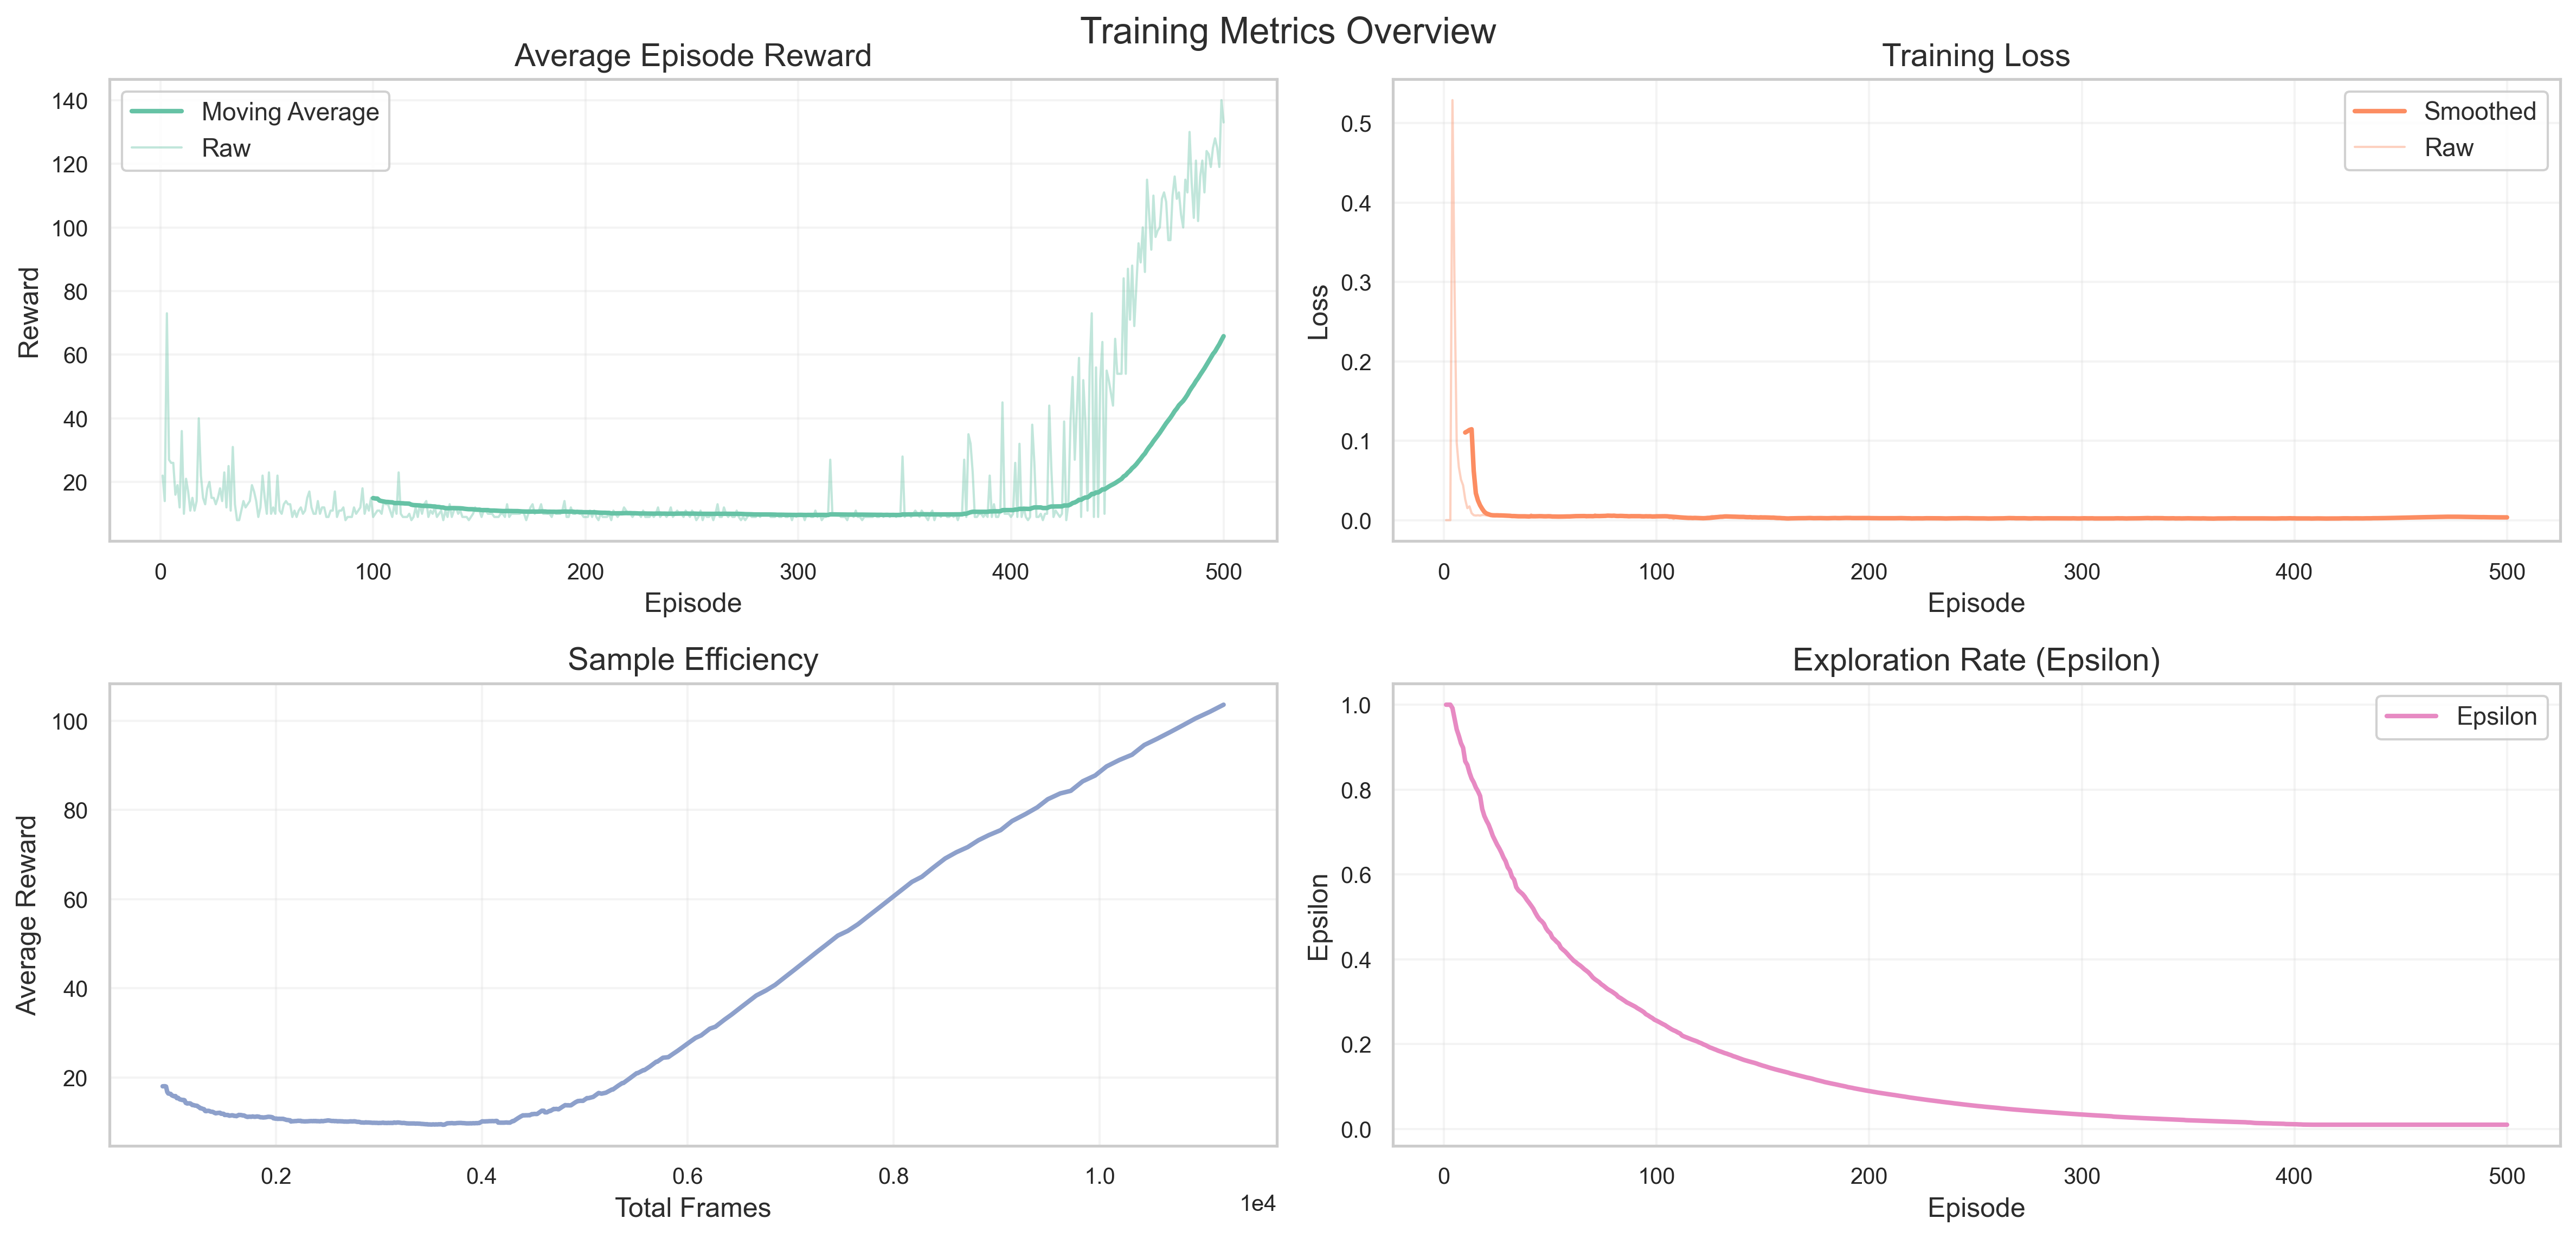 Training Metrics Overview
Average Episode Reward
Moving Average
Raw
Reward
140
120
100
80
60
40
20
0 100 200 300 400 500
Episode
Training Loss
Smoothed
Raw
Loss
0.5
0.4
0.3
0.2
0.1
0.0
0 100 200 300 400 500
Episode
Sample Efficiency
Average Reward
100
80
60
40
20
0.2 0.4 0.6 0.8 1.0
1e4
Total Frames
Exploration Rate (Epsilon)
Epsilon
Epsilon
1.0
0.8
0.6
0.4
0.2
0.0
0 100 200 300 400 500
Episode